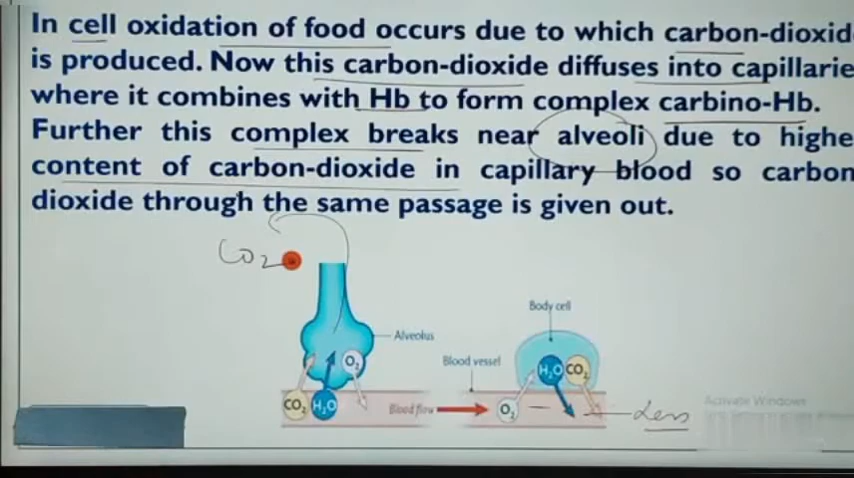 In cell oxidation of food occurs due to which carbon-dioxid
is produced. Now this carbon-dioxide diffuses into capillarie
where it combines with Hb to form complex carbino-Hb.
Further this complex breaks near alveoli due to highe
content of carbon-dioxide in capillary blood so carbon
dioxide through the same passage is given out.
CO2
Body cell
Alveolus
Blood vessel
O2
H2O CO2
CO2 H2O
Blood flow
O2
Less
Activate Windows